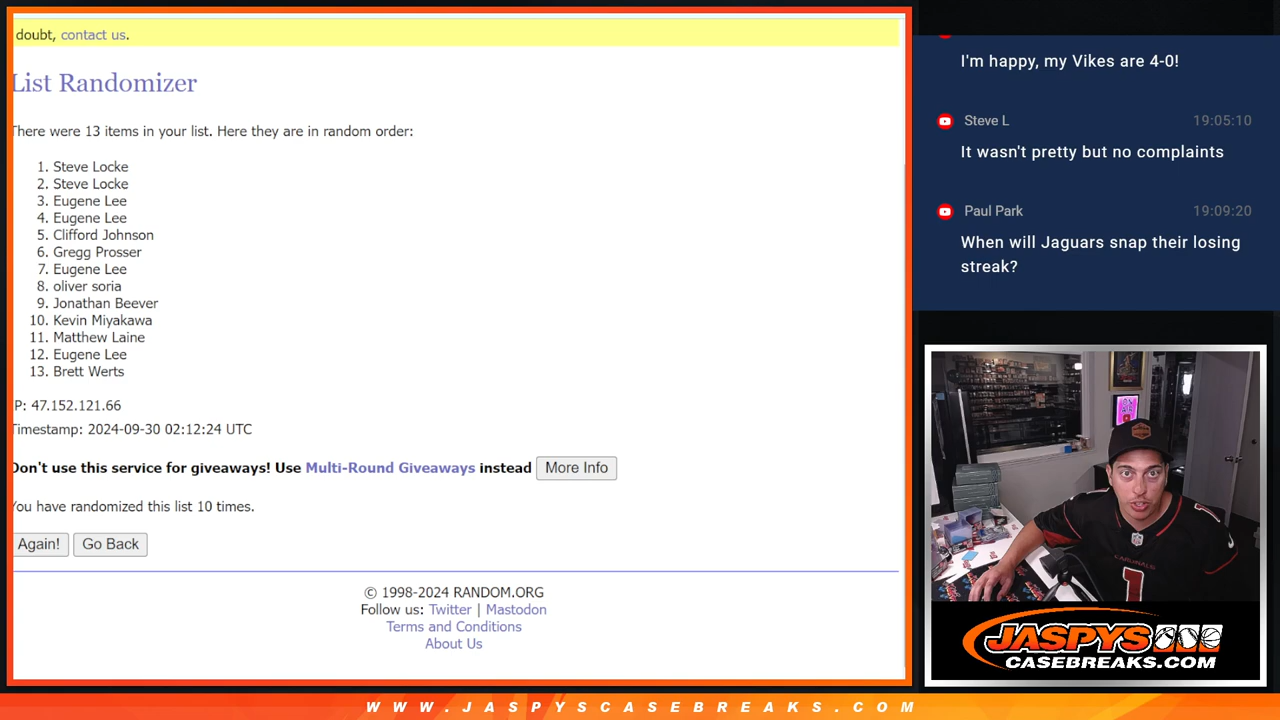 doubt, contact us.
List Randomizer
There were 13 items in your list. Here they are in random order:
1. Steve Locke
2. Steve Locke
3. Eugene Lee
4. Eugene Lee
5. Clifford Johnson
6. Gregg Prosser
7. Eugene Lee
8. oliver soria
9. Jonathan Beever
10. Kevin Miyakawa
11. Matthew Laine
12. Eugene Lee
13. Brett Werts
IP: 47.152.121.66
Timestamp: 2024-09-30 02:12:24 UTC
Don't use this service for giveaways! Use Multi-Round Giveaways instead More Info
You have randomized this list 10 times.
Again! Go Back
© 1998-2024 RANDOM.ORG
Follow us: Twitter | Mastodon
Terms and Conditions
About Us
I'm happy, my Vikes are 4-0!
Steve L 19:05:10
It wasn't pretty but no complaints
Paul Park 19:09:20
When will Jaguars snap their losing
streak?
CARDINALS
1
JASPYS
CASEBREAKS.COM
WWW.JASPYSCASEBREAKS.COM